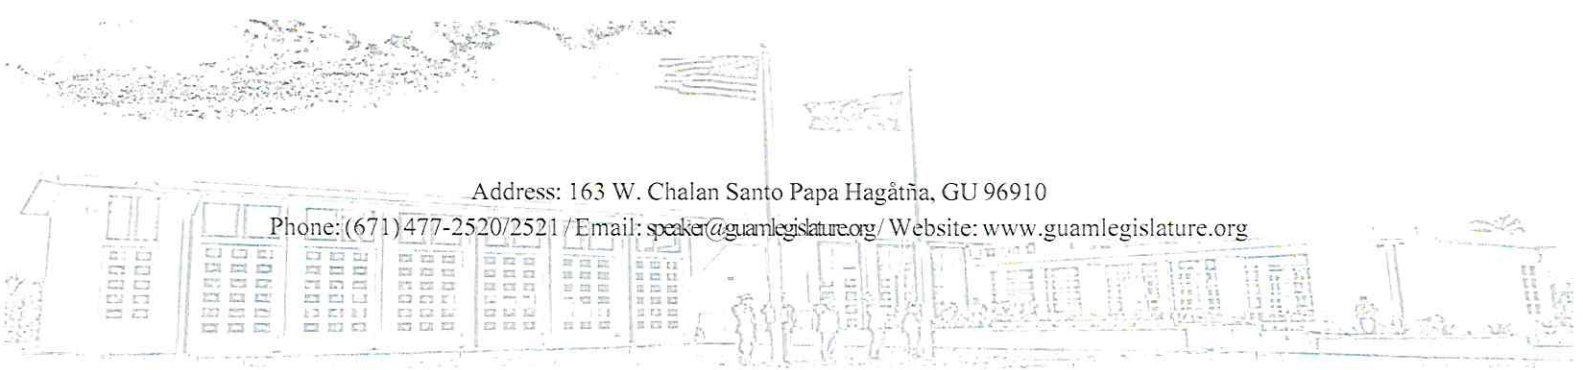 Address: 163 W. Chalan Santo Papa Hagåtña, GU 96910
Phone: (671)477-2520/2521 / Email: speaker@guamlegislature.org / Website: www.guamlegislature.org